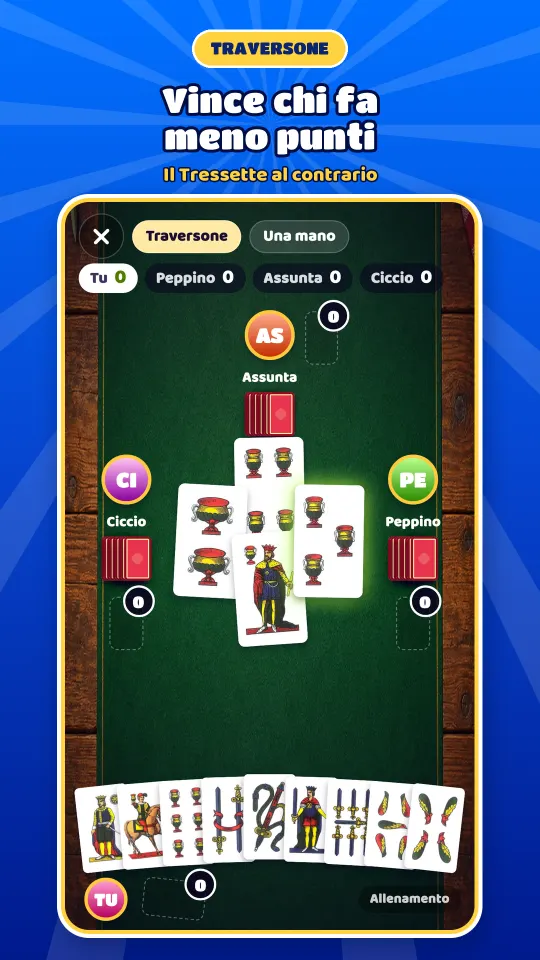 TRAVERSONE
Vince chi fa
meno punti
Il Tressette al contrario
Traversone
Una mano
Tu 0
Peppino 0
Assunta 0
Ciccio 0
0
AS
Assunta
CI
Ciccio
PE
Peppino
0
0
TU
0
Allenamento